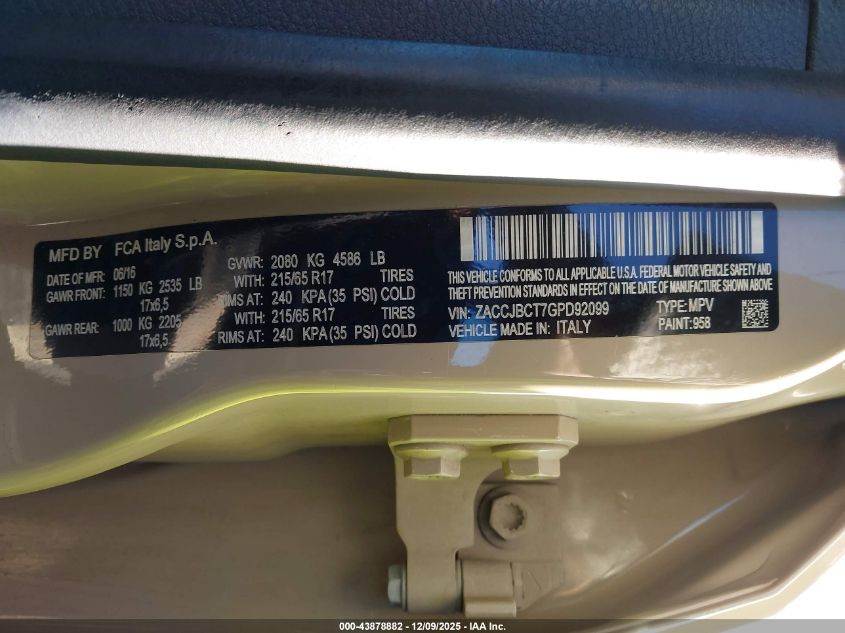 MFD BY FCA Italy S.p.A.
DATE OF MFR: 06/16 GVWR: 2080 KG 4586 LB
GAWR FRONT: 1150 KG 2535 LB WITH: 215/65 R17 TIRES
17x6,5 RIMS AT: 240 KPA (35 PSI) COLD
GAWR REAR: 1000 KG 2205 WITH: 215/65 R17 TIRES
17x6,5 RIMS AT: 240 KPA (35 PSI) COLD
THIS VEHICLE CONFORMS TO ALL APPLICABLE U.S.A. FEDERAL MOTOR VEHICLE SAFETY AND
THEFT PREVENTION STANDARDS IN EFFECT ON THE DATE OF MANUFACTURE SHOWN ABOVE.
VIN: ZACCJBCT7GPD92099 TYPE: MPV
VEHICLE MADE IN: ITALY PAINT: 958
000-43878882 - 12/09/2025 - IAA Inc.